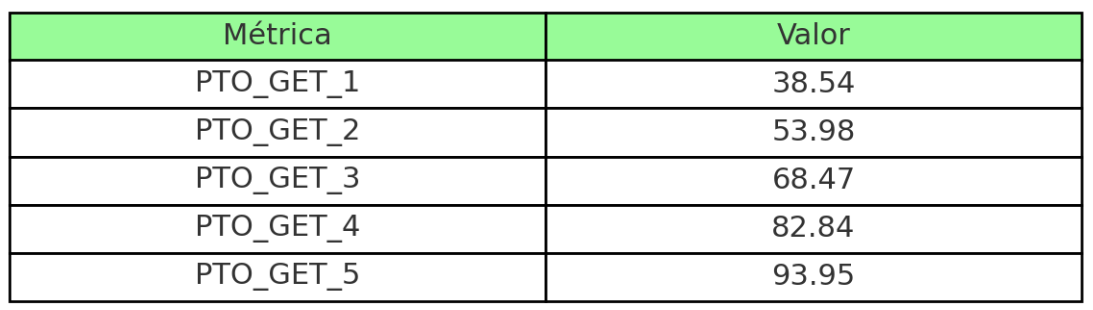 Métrica Valor
PTO_GET_1 38.54
PTO_GET_2 53.98
PTO_GET_3 68.47
PTO_GET_4 82.84
PTO_GET_5 93.95